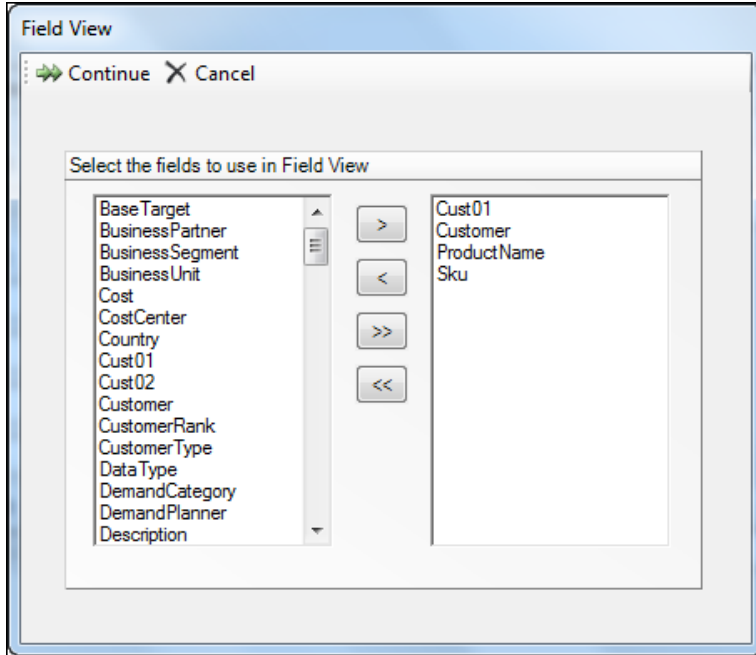 Field View
Continue Cancel
Select the fields to use in Field View
BaseTarget
BusinessPartner
BusinessSegment
BusinessUnit
Cost
CostCenter
Country
Cust01
Cust02
Customer
CustomerRank
CustomerType
DataType
DemandCategory
DemandPlanner
Description
>
<
>>
<<
Cust01
Customer
ProductName
Sku